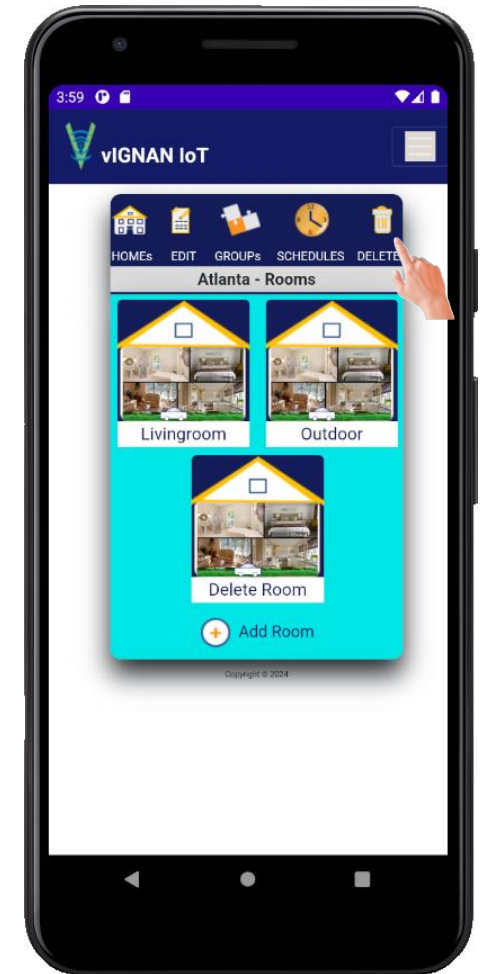 3:59
vIGNAN IoT
HOMEs EDIT GROUPs SCHEDULES DELETE
Atlanta - Rooms
Livingroom Outdoor
Delete Room
Add Room
Copyright © 2024